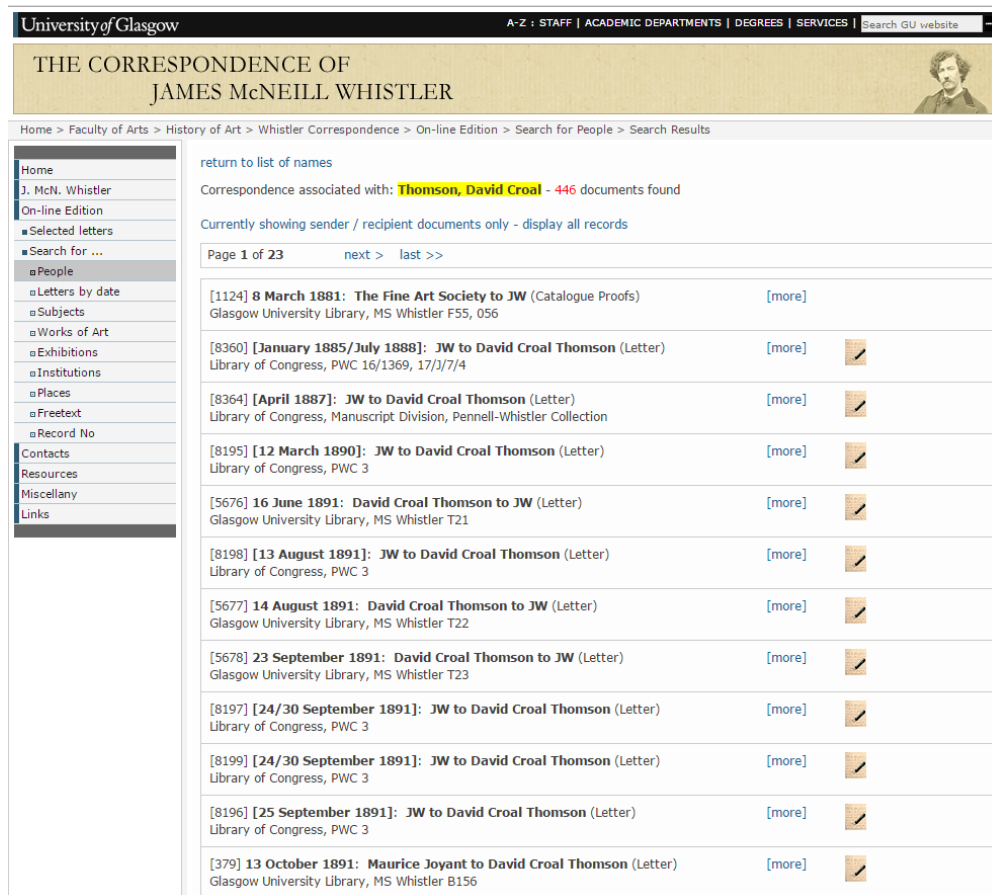 University of Glasgow
A-Z : STAFF | ACADEMIC DEPARTMENTS | DEGREES | SERVICES | Search GU website
THE CORRESPONDENCE OF
JAMES McNEILL WHISTLER
Home > Faculty of Arts > History of Art > Whistler Correspondence > On-line Edition > Search for People > Search Results
Home
J. McN. Whistler
On-line Edition
Selected letters
Search for ...
People
Letters by date
Subjects
Works of Art
Exhibitions
Institutions
Places
Freetext
Record No
Contacts
Resources
Miscellany
Links
return to list of names
Correspondence associated with: Thomson, David Croal - 446 documents found
Currently showing sender / recipient documents only - display all records
Page 1 of 23 next > last >>
[1124] 8 March 1881: The Fine Art Society to JW (Catalogue Proofs) [more]
Glasgow University Library, MS Whistler F55, 056
[8360] [January 1885/July 1888]: JW to David Croal Thomson (Letter) [more]
Library of Congress, PWC 16/1369, 17/J/7/4
[8364] [April 1887]: JW to David Croal Thomson (Letter) [more]
Library of Congress, Manuscript Division, Pennell-Whistler Collection
[8195] [12 March 1890]: JW to David Croal Thomson (Letter) [more]
Library of Congress, PWC 3
[5676] 16 June 1891: David Croal Thomson to JW (Letter) [more]
Glasgow University Library, MS Whistler T21
[8198] [13 August 1891]: JW to David Croal Thomson (Letter) [more]
Library of Congress, PWC 3
[5677] 14 August 1891: David Croal Thomson to JW (Letter) [more]
Glasgow University Library, MS Whistler T22
[5678] 23 September 1891: David Croal Thomson to JW (Letter) [more]
Glasgow University Library, MS Whistler T23
[8197] [24/30 September 1891]: JW to David Croal Thomson (Letter) [more]
Library of Congress, PWC 3
[8199] [24/30 September 1891]: JW to David Croal Thomson (Letter) [more]
Library of Congress, PWC 3
[8196] [25 September 1891]: JW to David Croal Thomson (Letter) [more]
Library of Congress, PWC 3
[379] 13 October 1891: Maurice Joyant to David Croal Thomson (Letter) [more]
Glasgow University Library, MS Whistler B156